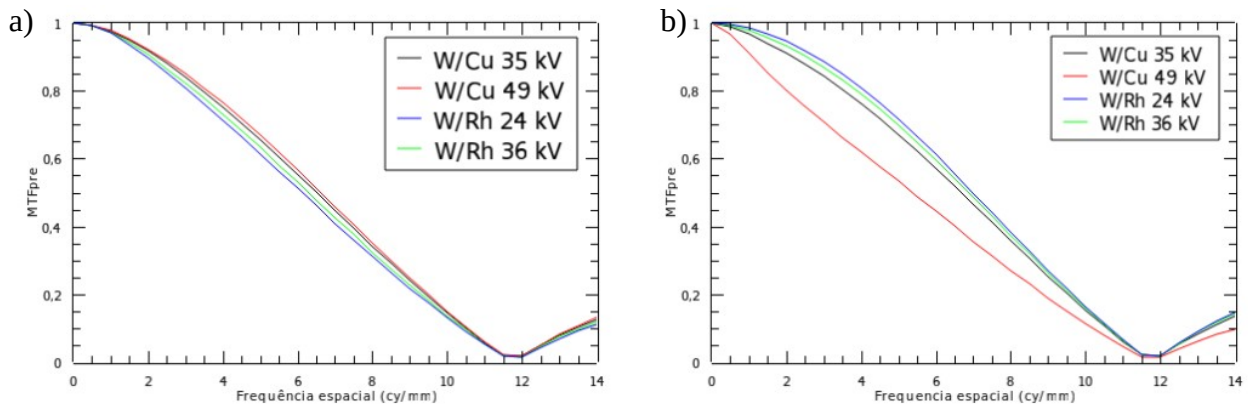 a)
1
0,8
0,6
0,4
0,2
0
MTFpre
0 2 4 6 8 10 12 14
Frequência espacial (cy/mm)
W/Cu 35 kV
W/Cu 49 kV
W/Rh 24 kV
W/Rh 36 kV
b)
1
0,8
0,6
0,4
0,2
0
MTFpre
0 2 4 6 8 10 12 14
Frequência espacial (cy/mm)
W/Cu 35 kV
W/Cu 49 kV
W/Rh 24 kV
W/Rh 36 kV